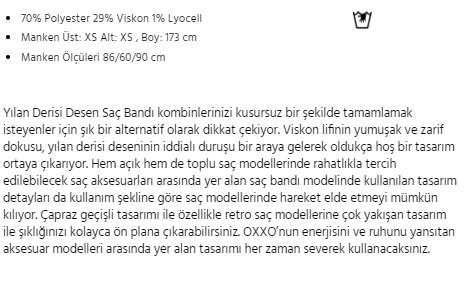 70% Polyester 29% Viskon 1% Lyocell
Manken Üst: XS Alt: XS , Boy: 173 cm
Manken Ölçüleri 86/60/90 cm
Yılan Derisi Desen Saç Bandı kombinlerinizi kusursuz bir şekilde tamamlamak
isteyenler için şık bir alternatif olarak dikkat çekiyor. Viskon lifinin yumuşak ve zarif
dokusu, yılan derisi deseninin iddialı duruşu bir araya gelerek oldukça hoş bir tasarım
ortaya çıkarıyor. Hem açık hem de toplu saç modellerinde rahatlıkla tercih
edilebilecek saç aksesuarları arasında yer alan saç bandı modelinde kullanılan tasarım
detayları da kullanım şekline göre saç modellerinde hareket elde etmeyi mümkün
kılıyor. Çapraz geçişli tasarımı ile özellikle retro saç modellerine çok yakışan tasarım
ile şıklığınızı kolayca ön plana çıkarabilirsiniz. OXXO’nun enerjisini ve ruhunu yansıtan
aksesuar modelleri arasında yer alan tasarımı her zaman severek kullanacaksınız.